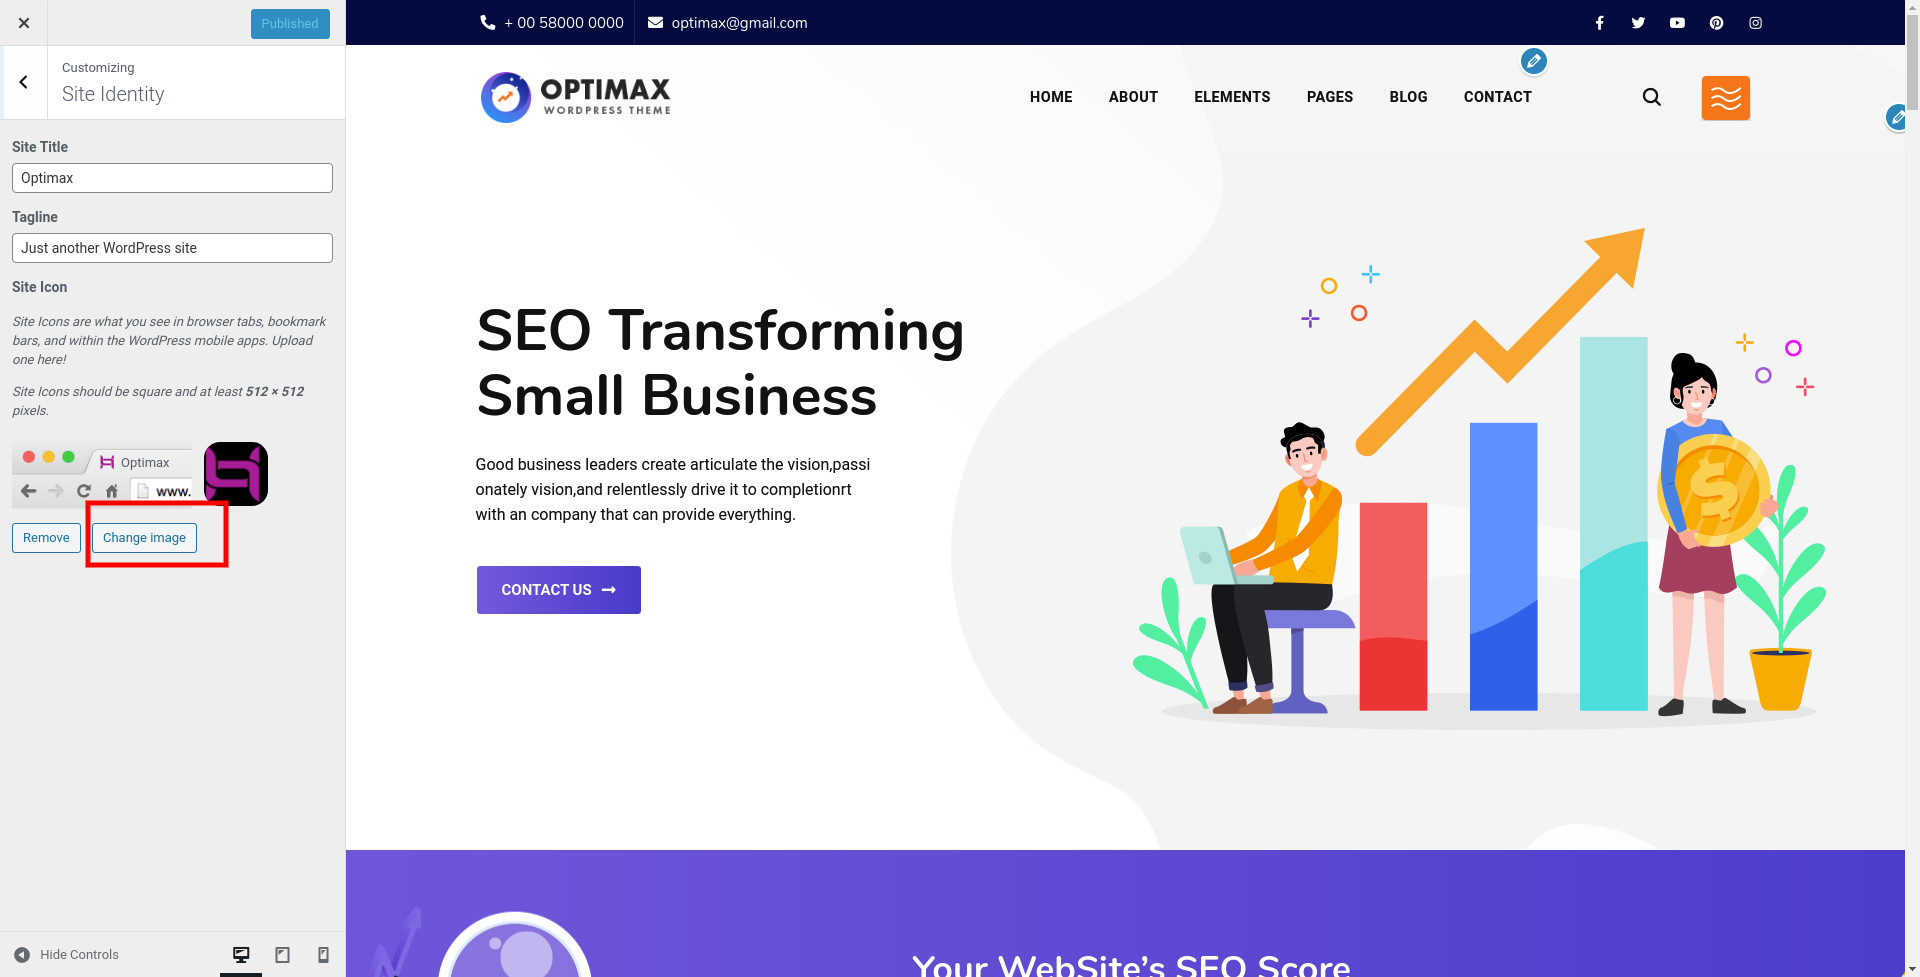 Published
Customizing
Site Identity
Site Title
Optimax
Tagline
Just another WordPress site
Site Icon
Site Icons are what you see in browser tabs, bookmark
bars, and within the WordPress mobile apps. Upload
one here!
Site Icons should be square and at least 512 × 512
pixels.
Optimax
www.
Remove
Change image
Hide Controls
+ 00 58000 0000
optimax@gmail.com
OPTIMAX
WORDPRESS THEME
HOME ABOUT ELEMENTS PAGES BLOG CONTACT
SEO Transforming
Small Business
Good business leaders create articulate the vision,passi
onately vision,and relentlessly drive it to completionrt
with an company that can provide everything.
CONTACT US
$
Your WebSite's SEO Score